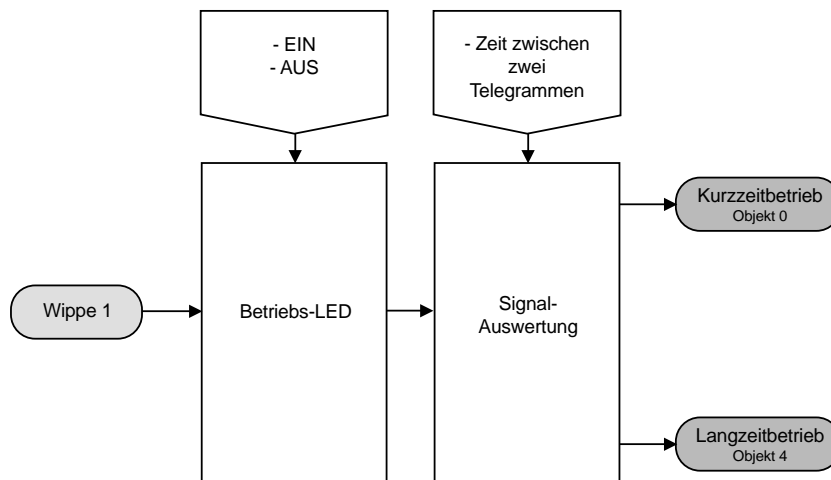 - EIN
- AUS
- Zeit zwischen
zwei
Telegrammen
Kurzzeitbetrieb
Objekt 0
Wippe 1
Betriebs-LED
Signal-
Auswertung
Langzeitbetrieb
Objekt 4